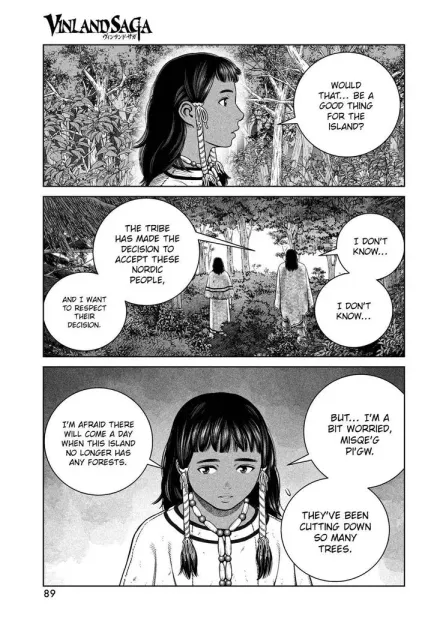 VINLAND SAGA
ヴィンランド・サガ
WOULD
THAT... BE A
GOOD THING
FOR THE
ISLAND?
I DON'T
KNOW...
I DON'T
KNOW...
THE TRIBE
HAS MADE THE
DECISION TO
ACCEPT THESE
NORDIC
PEOPLE,
AND I WANT
TO RESPECT
THEIR
DECISION.
BUT... I'M A
BIT WORRIED,
MISQE'G
PI'GW.
THEY'VE BEEN
CUTTING DOWN
SO MANY
TREES.
I'M AFRAID THERE
WILL COME A DAY
WHEN THIS ISLAND
NO LONGER HAS
ANY FORESTS.
89